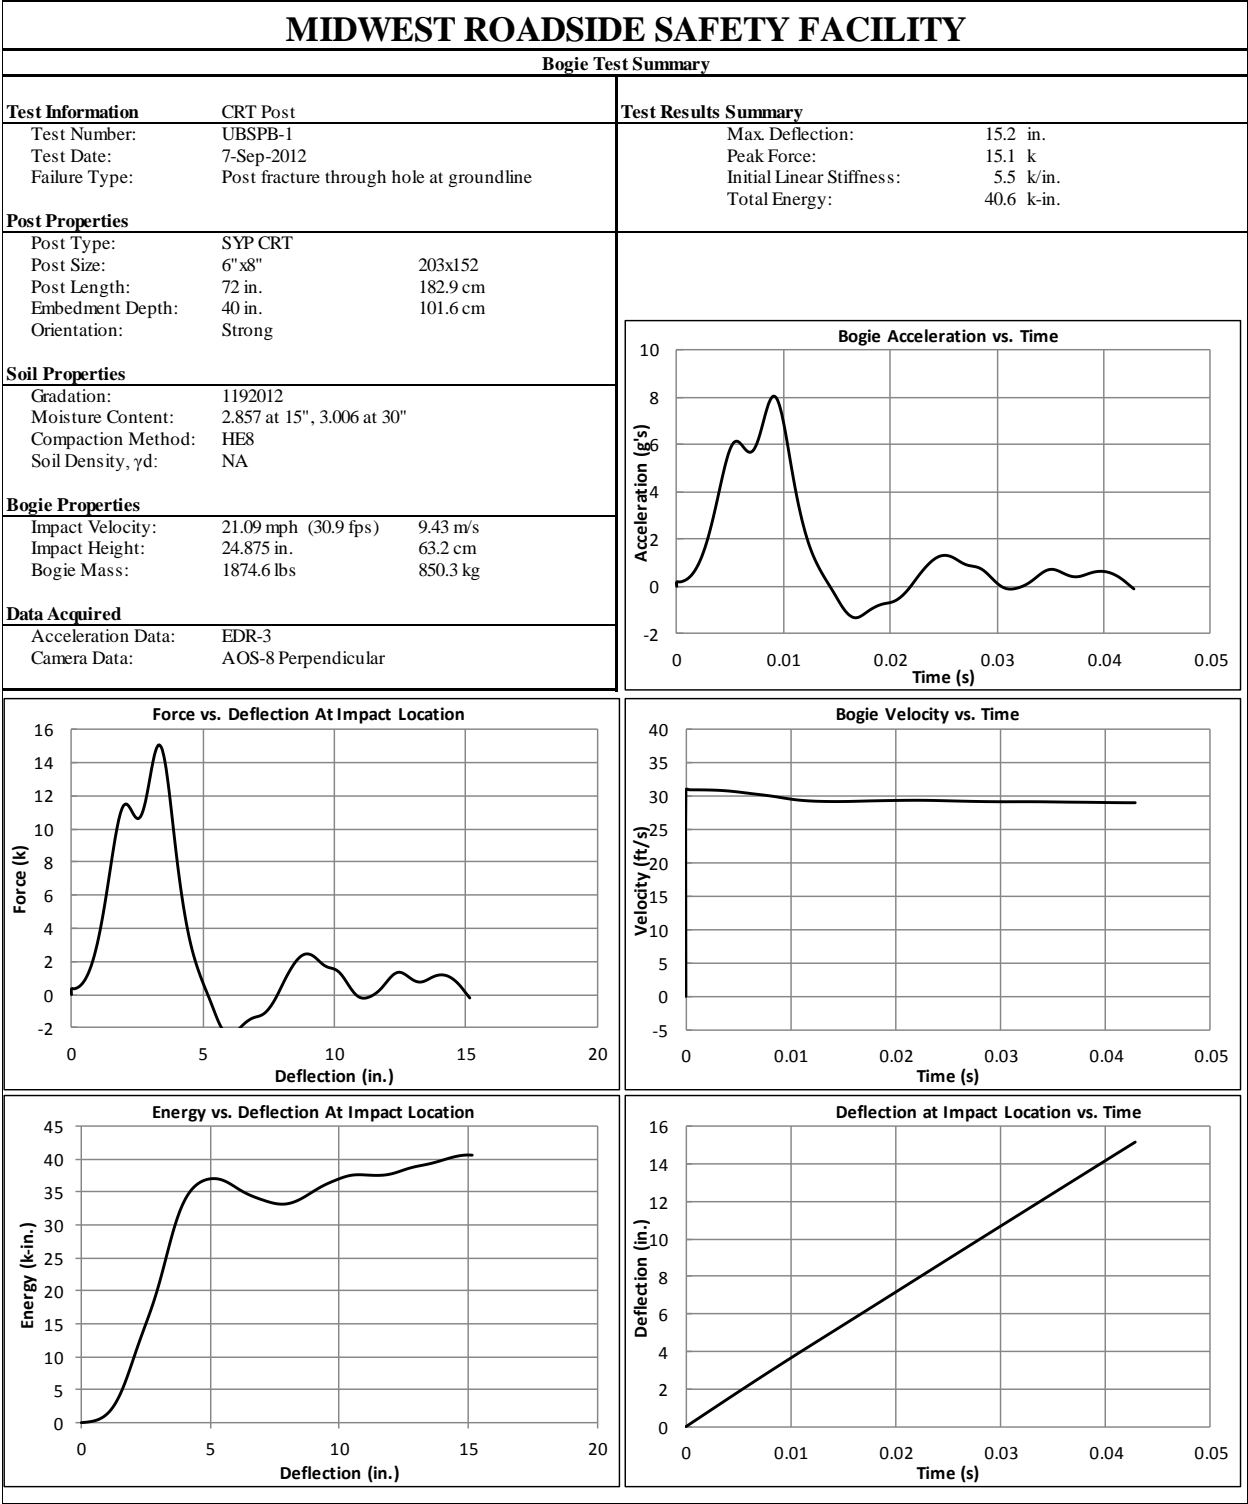 MIDWEST ROADSIDE SAFETY FACILITY
Bogie Test Summary
Test Information CRT Post
Test Number: UBSPB-1
Test Date: 7-Sep-2012
Failure Type: Post fracture through hole at groundline
Post Properties
Post Type: SYP CRT
Post Size: 6"x8" 203x152
Post Length: 72 in. 182.9 cm
Embedment Depth: 40 in. 101.6 cm
Orientation: Strong
Soil Properties
Gradation: 1192012
Moisture Content: 2.857 at 15", 3.006 at 30"
Compaction Method: HE8
Soil Density, γd: NA
Bogie Properties
Impact Velocity: 21.09 mph (30.9 fps) 9.43 m/s
Impact Height: 24.875 in. 63.2 cm
Bogie Mass: 1874.6 lbs 850.3 kg
Data Acquired
Acceleration Data: EDR-3
Camera Data: AOS-8 Perpendicular
Test Results Summary
Max. Deflection: 15.2 in.
Peak Force: 15.1 k
Initial Linear Stiffness: 5.5 k/in.
Total Energy: 40.6 k-in.
Bogie Acceleration vs. Time
Acceleration (g's)
10
8
6
4
2
0
-2
0 0.01 0.02 0.03 0.04 0.05
Time (s)
Force vs. Deflection At Impact Location
Force (k)
16
14
12
10
8
6
4
2
0
-2
0 5 10 15 20
Deflection (in.)
Bogie Velocity vs. Time
Velocity (ft/s)
40
35
30
25
20
15
10
5
0
-5
0 0.01 0.02 0.03 0.04 0.05
Time (s)
Energy vs. Deflection At Impact Location
Energy (k-in.)
45
40
35
30
25
20
15
10
5
0
0 5 10 15 20
Deflection (in.)
Deflection at Impact Location vs. Time
Deflection (in.)
16
14
12
10
8
6
4
2
0
0 0.01 0.02 0.03 0.04 0.05
Time (s)